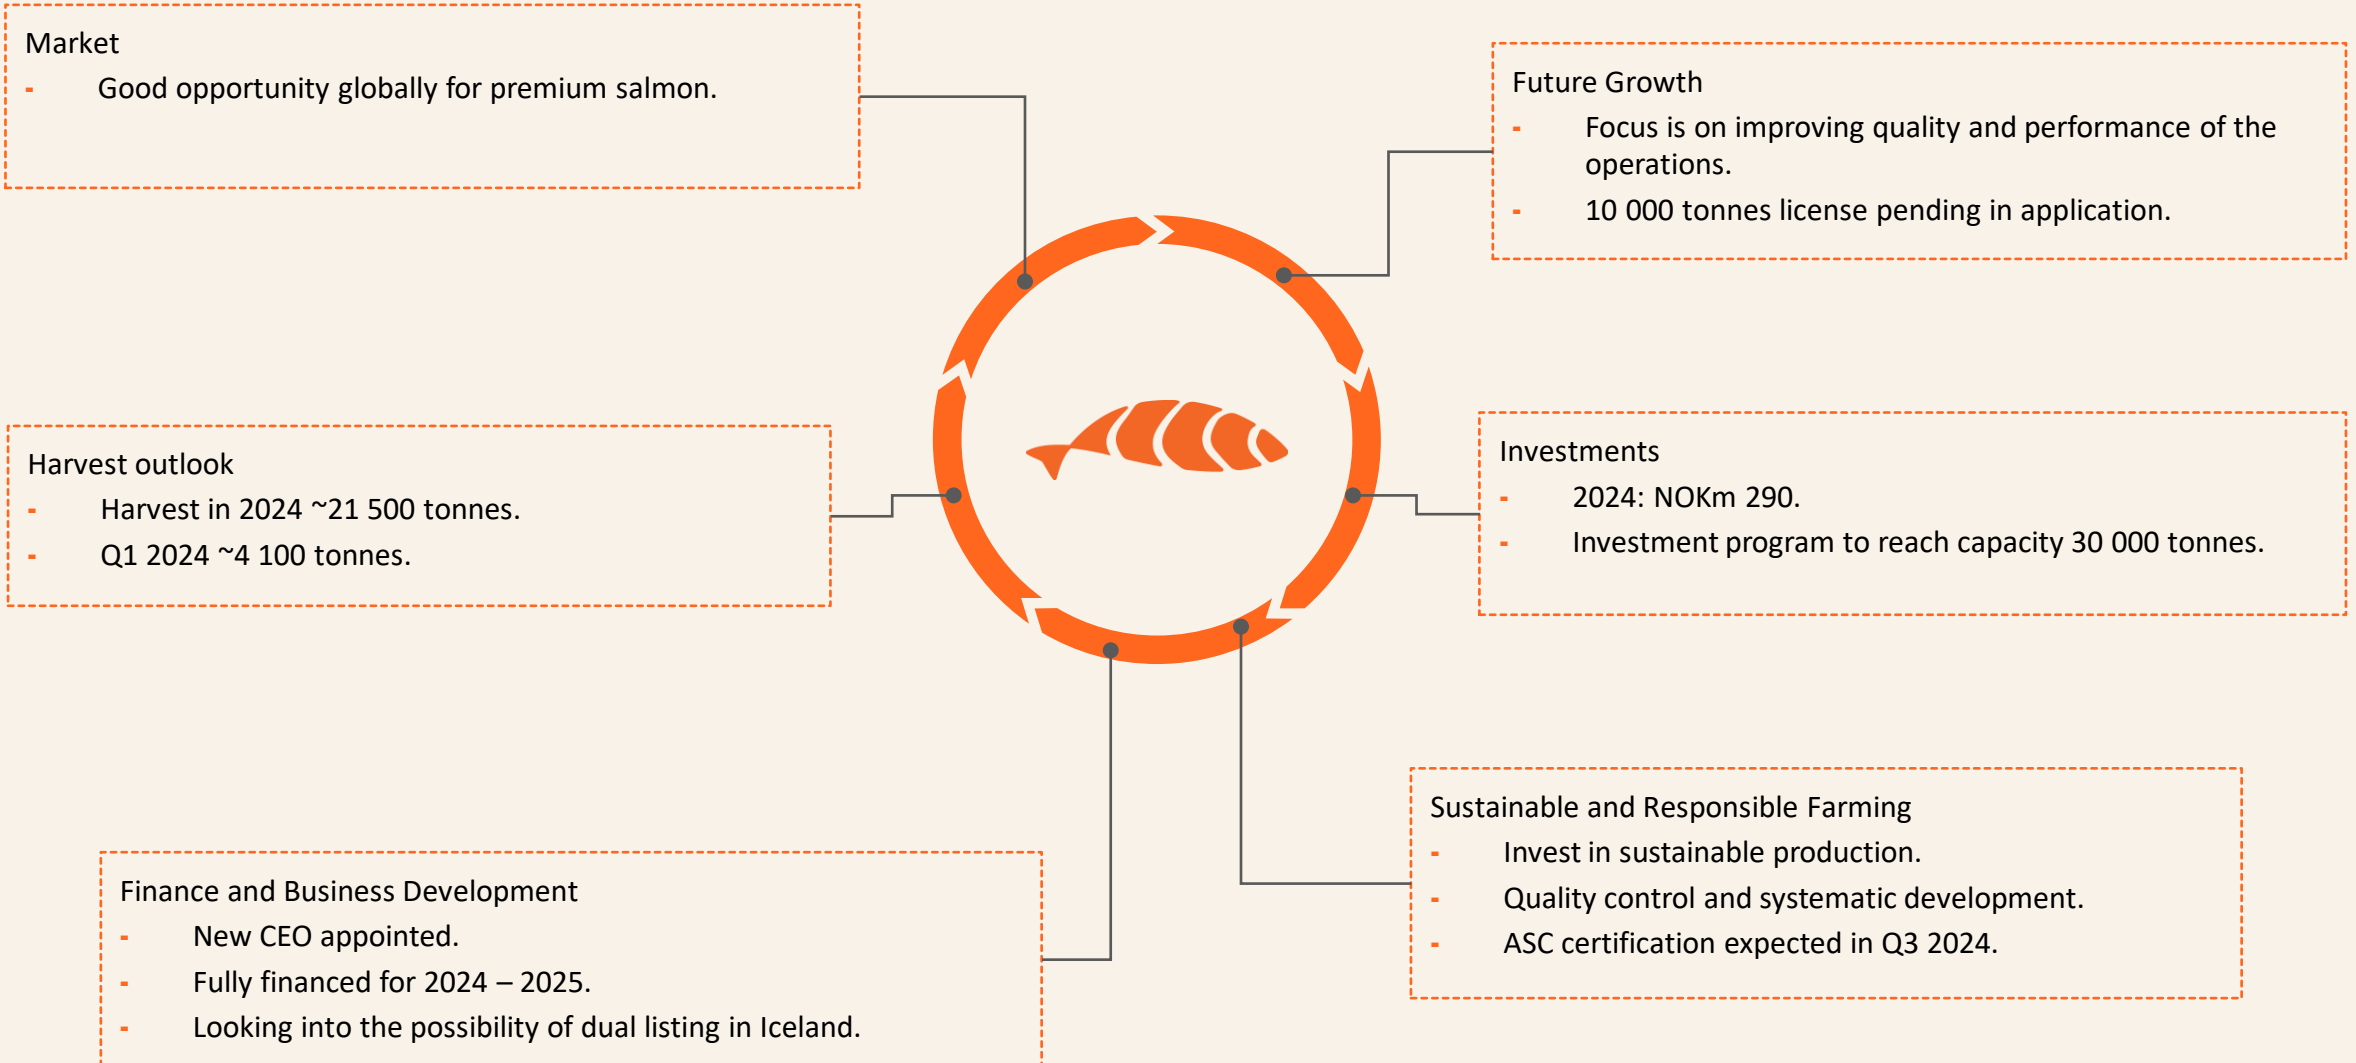 Market
- Good opportunity globally for premium salmon.
Future Growth
- Focus is on improving quality and performance of the
operations.
- 10 000 tonnes license pending in application.
Harvest outlook
- Harvest in 2024 ~21 500 tonnes.
- Q1 2024 ~4 100 tonnes.
Investments
- 2024: NOKm 290.
- Investment program to reach capacity 30 000 tonnes.
Finance and Business Development
- New CEO appointed.
- Fully financed for 2024 – 2025.
- Looking into the possibility of dual listing in Iceland.
Sustainable and Responsible Farming
- Invest in sustainable production.
- Quality control and systematic development.
- ASC certification expected in Q3 2024.